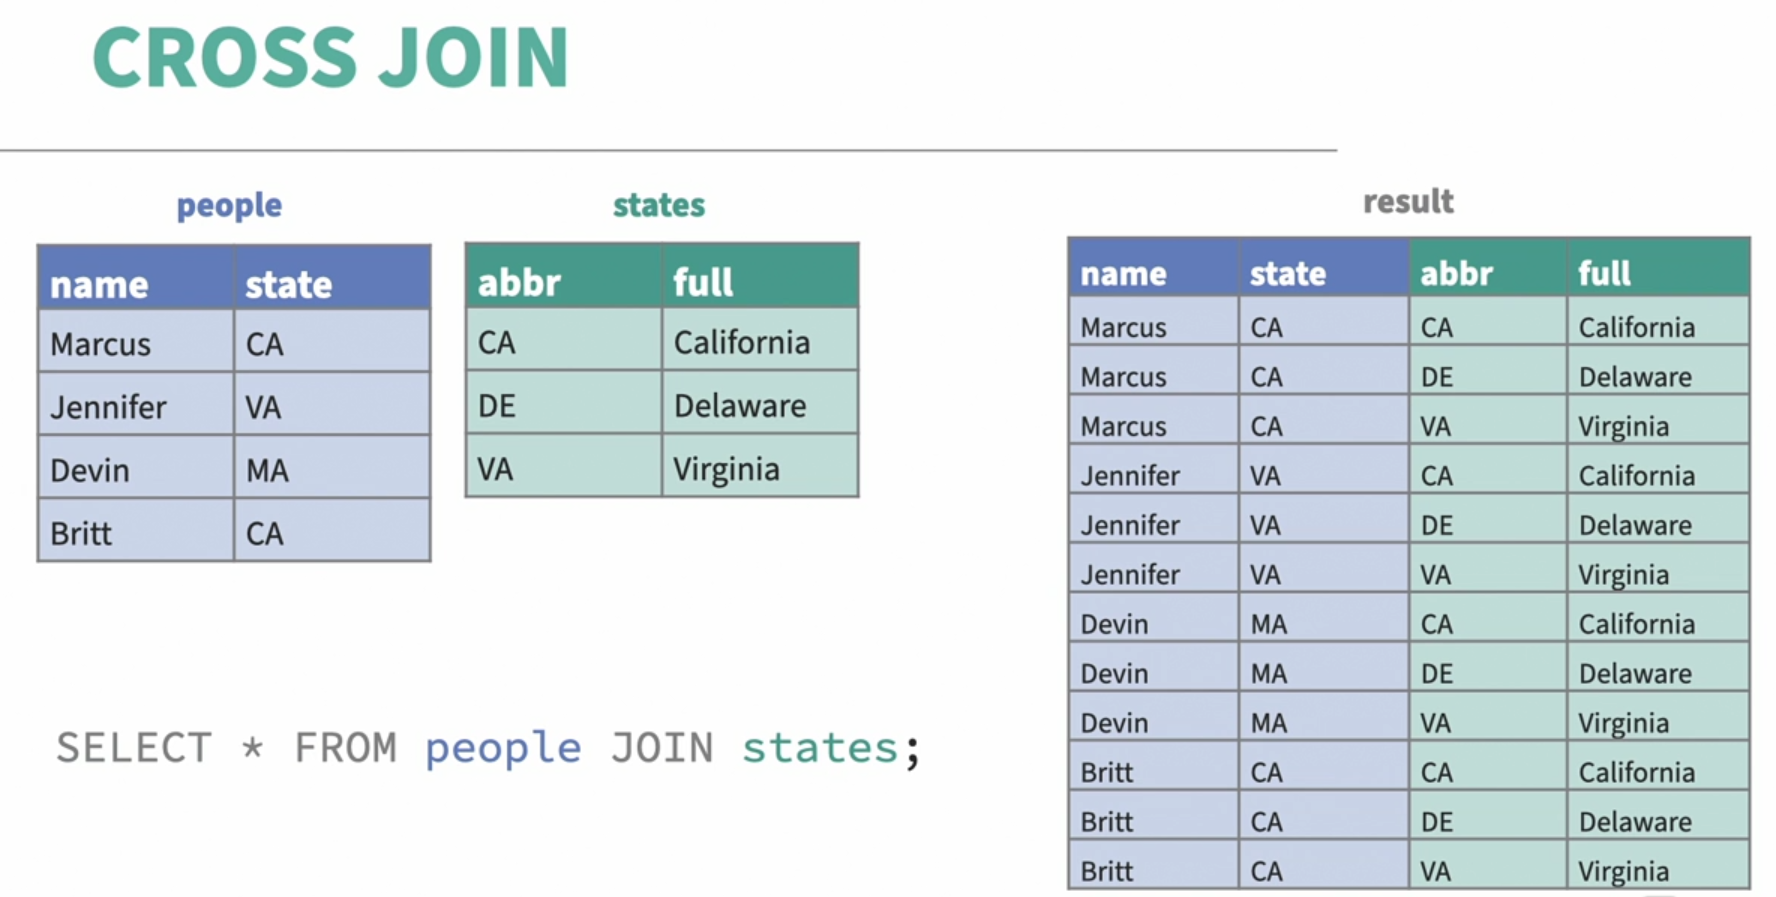 CROSS JOIN
people
name state
Marcus CA
Jennifer VA
Devin MA
Britt CA
states
abbr full
CA California
DE Delaware
VA Virginia
SELECT * FROM people JOIN states;
result
name state abbr full
Marcus CA CA California
Marcus CA DE Delaware
Marcus CA VA Virginia
Jennifer VA CA California
Jennifer VA DE Delaware
Jennifer VA VA Virginia
Devin MA CA California
Devin MA DE Delaware
Devin MA VA Virginia
Britt CA CA California
Britt CA DE Delaware
Britt CA VA Virginia